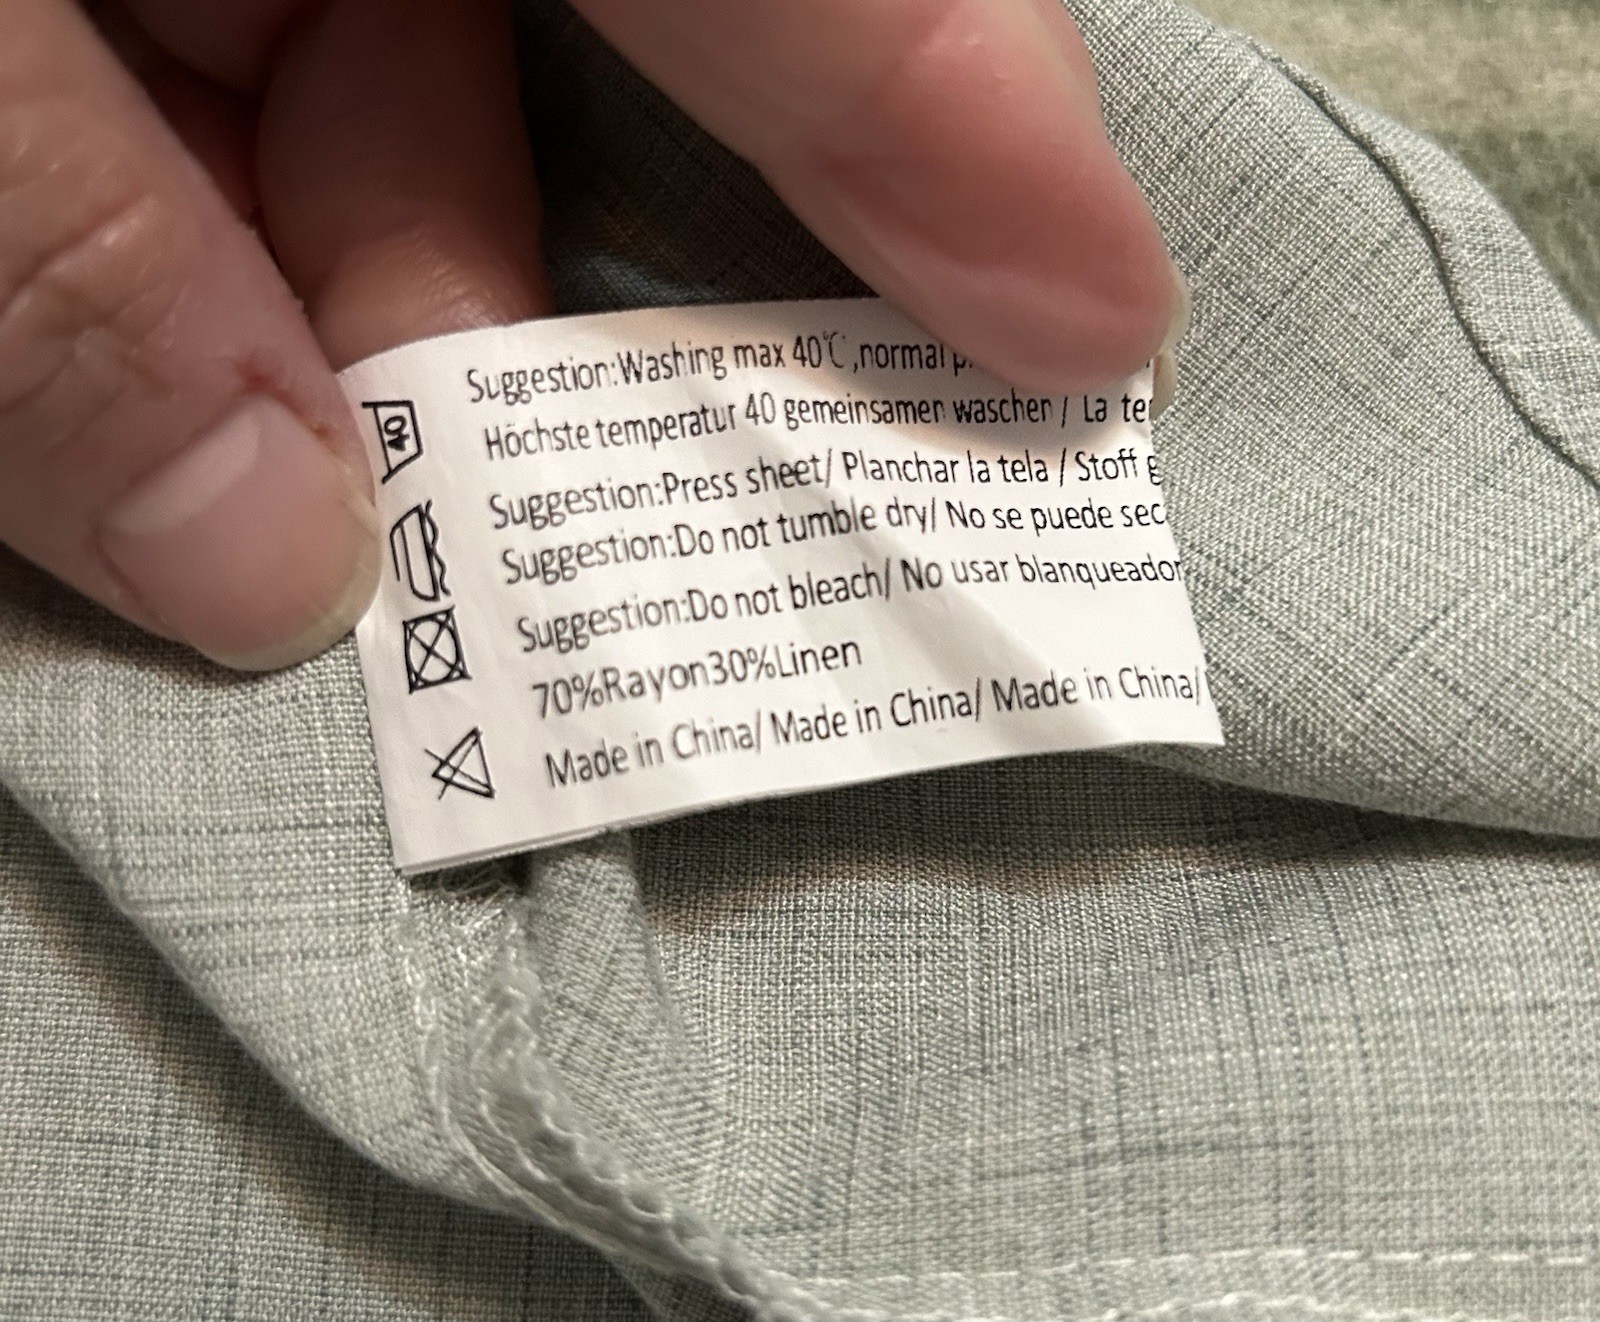 Suggestion:Washing max 40℃,normal
Höchste temperatur 40 gemeinsamen waschen / La
Suggestion:Press sheet/ Planchar la tela / Stoff
Suggestion:Do not tumble dry/ No se puede
Suggestion:Do not bleach/ No usar blanqueador
70%Rayon30%Linen
Made in China/ Made in China/ Made in China/
40